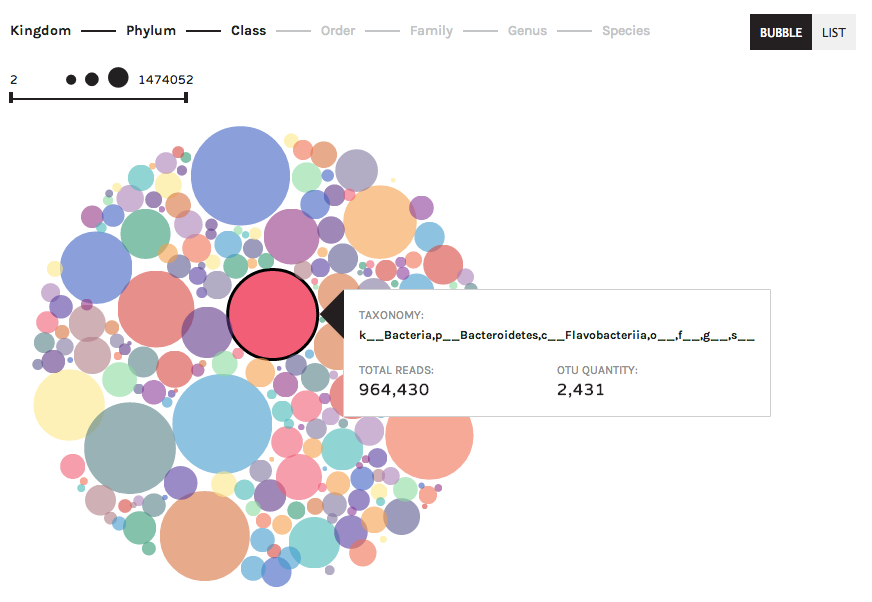 Kingdom Phylum Class Order Family Genus Species BUBBLE LIST
2 1474052
TAXONOMY:
k__Bacteria,p__Bacteroidetes,c__Flavobacteriia,o__,f__,g__,s__
TOTAL READS: OTU QUANTITY:
964,430 2,431